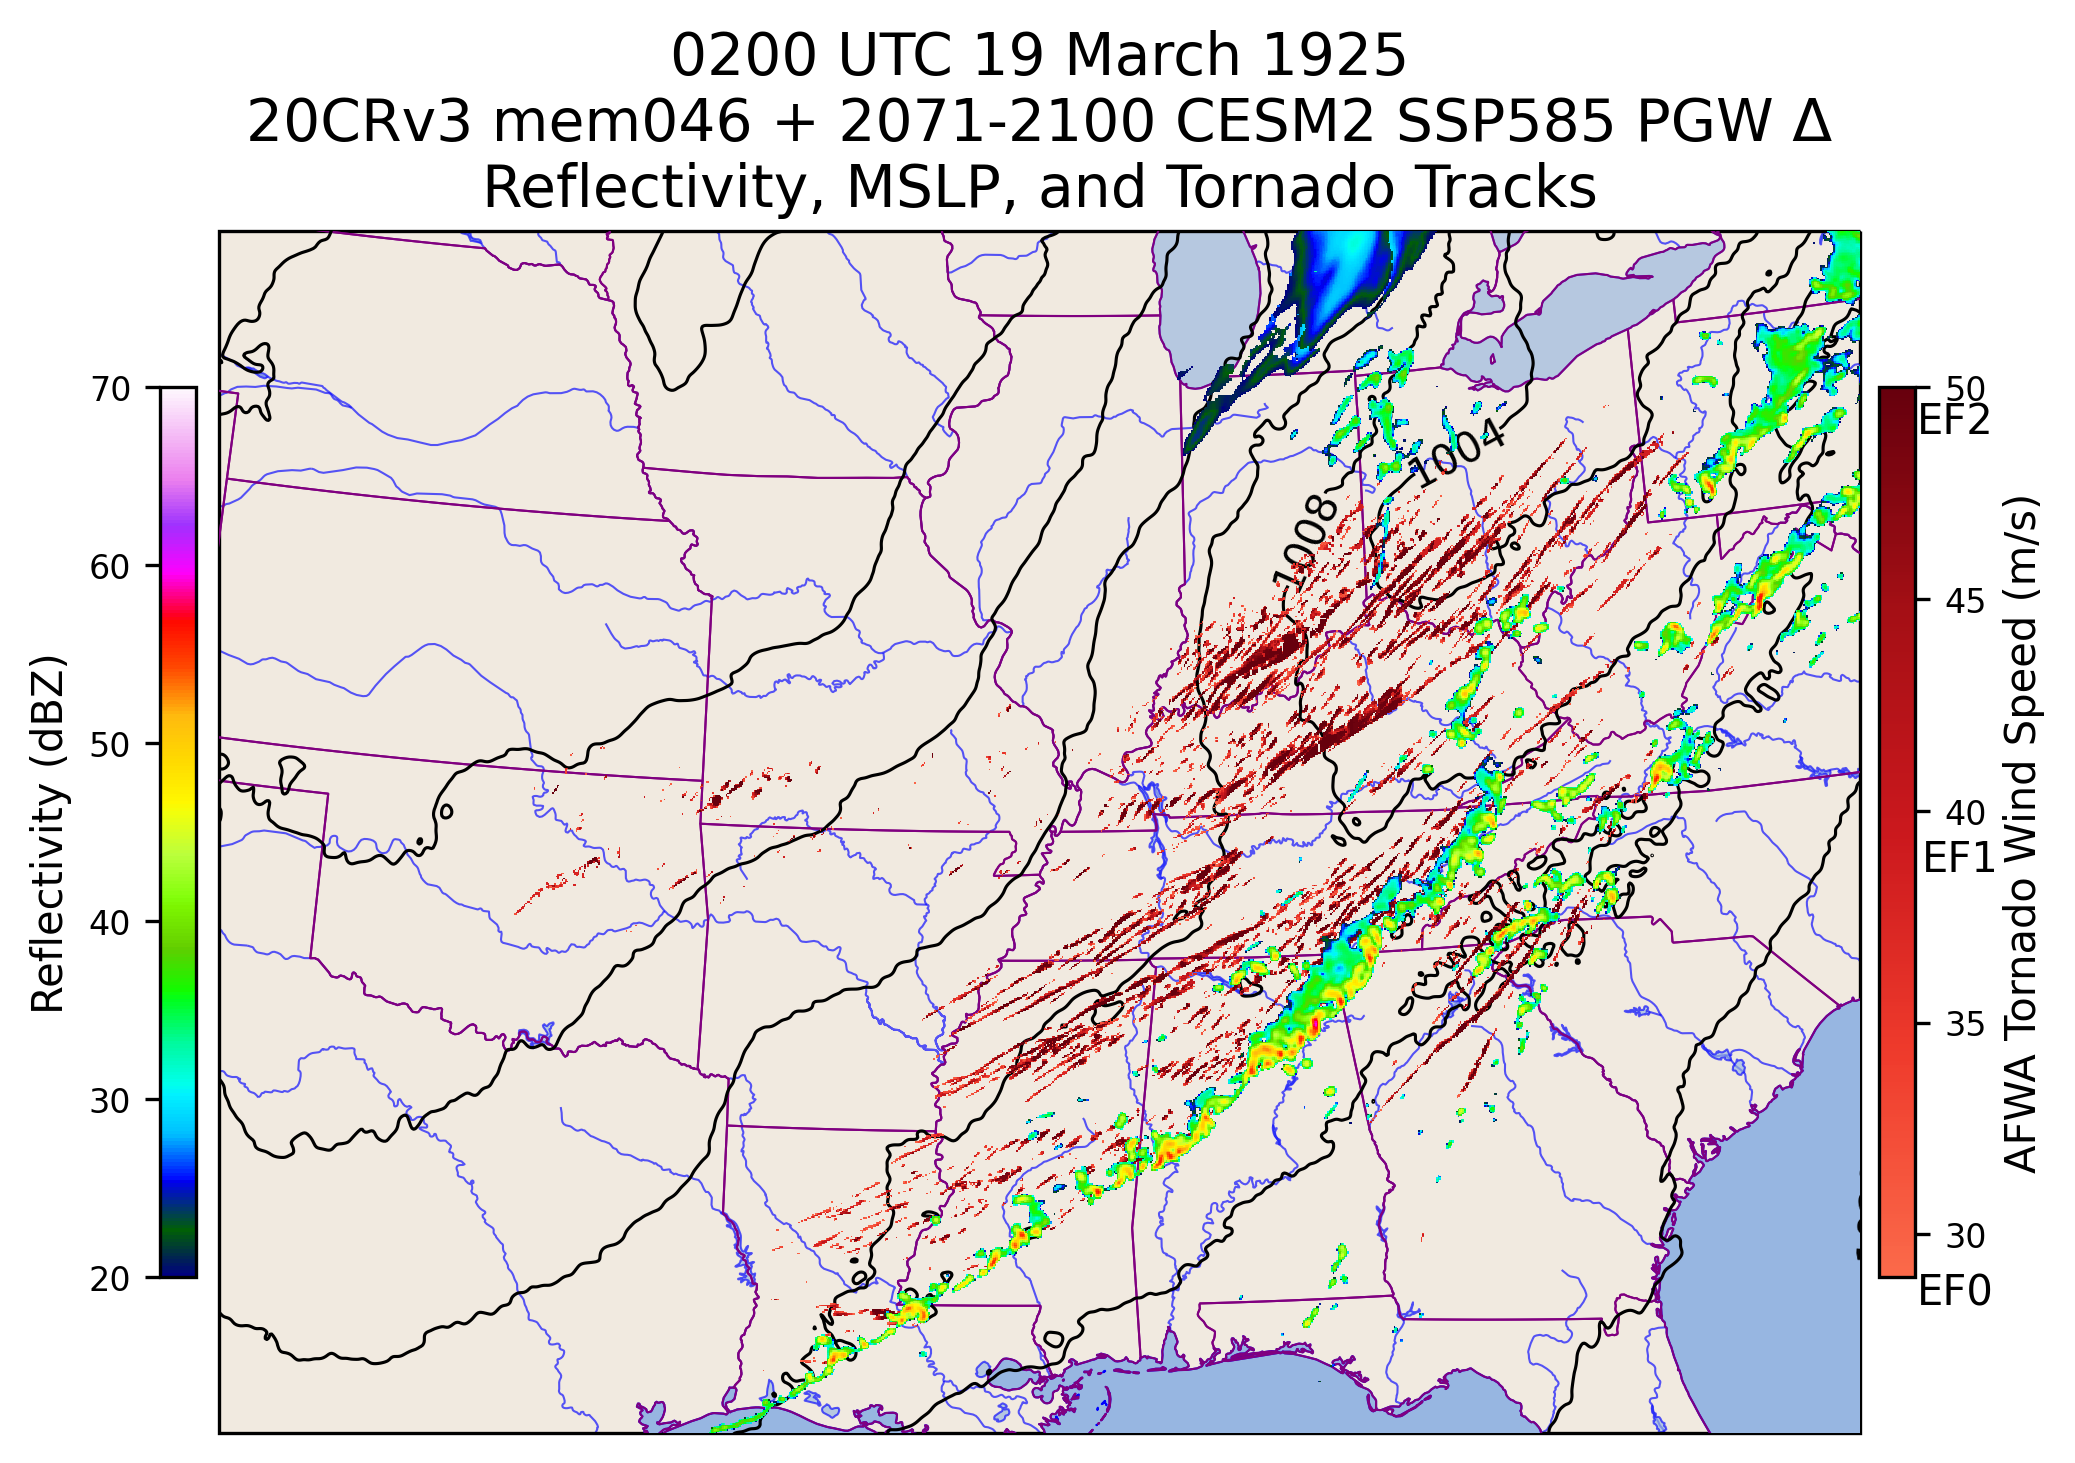 0200 UTC 19 March 1925
20CRv3 mem046 + 2071-2100 CESM2 SSP585 PGW Δ
Reflectivity, MSLP, and Tornado Tracks
Reflectivity (dBZ)
70
60
50
40
30
20
1004
1008
50
EF2
45
40
EF1
35
30
EF0
AFWA Tornado Wind Speed (m/s)